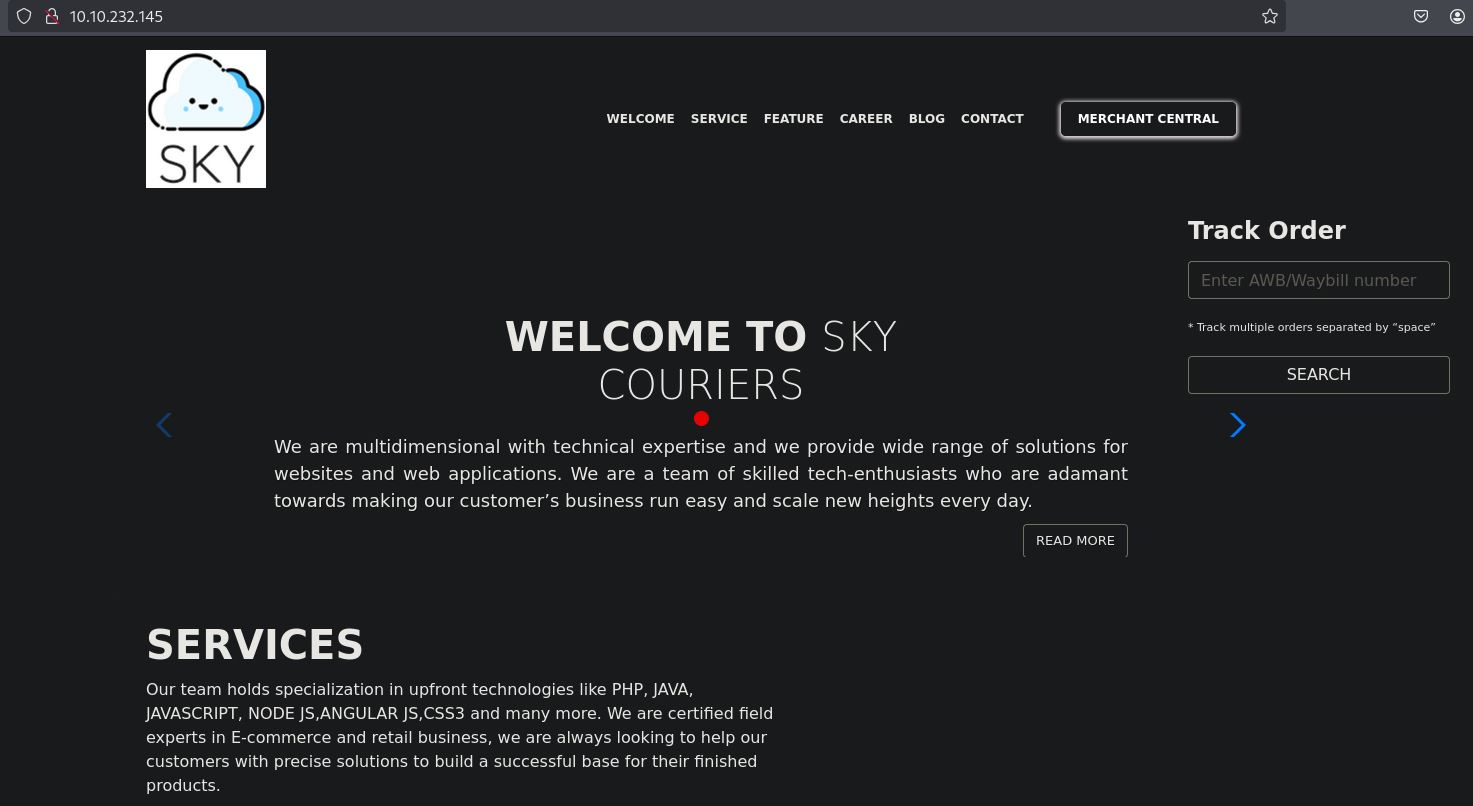 10.10.232.145
SKY
WELCOME SERVICE FEATURE CAREER BLOG CONTACT MERCHANT CENTRAL
Track Order
Enter AWB/Waybill number
* Track multiple orders separated by “space”
SEARCH
WELCOME TO SKY
COURIERS
We are multidimensional with technical expertise and we provide wide range of solutions for
websites and web applications. We are a team of skilled tech-enthusiasts who are adamant
towards making our customer’s business run easy and scale new heights every day.
READ MORE
SERVICES
Our team holds specialization in upfront technologies like PHP, JAVA,
JAVASCRIPT, NODE JS,ANGULAR JS,CSS3 and many more. We are certified field
experts in E-commerce and retail business, we are always looking to help our
customers with precise solutions to build a successful base for their finished
products.